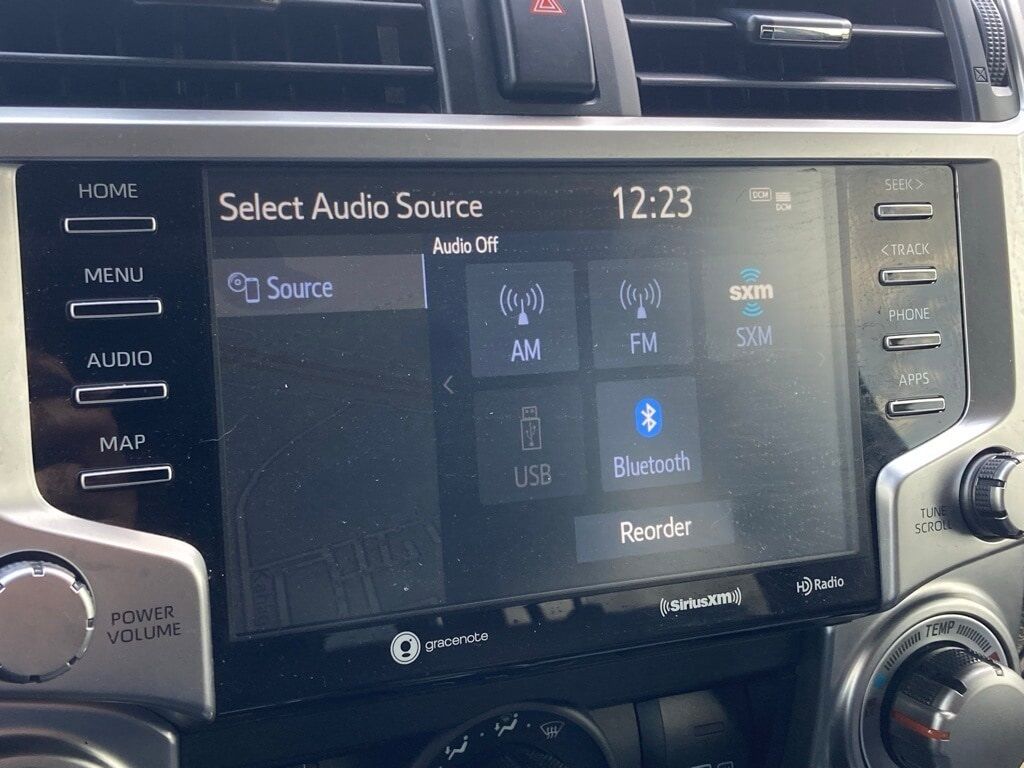 HOME
MENU
AUDIO
MAP
POWER
VOLUME
Select Audio Source
12:23
DCM
DCM
Audio Off
Source
AM
FM
sxm
SXM
USB
Bluetooth
Reorder
gracenote
((SiriusXM))
HD Radio
SEEK >
< TRACK
PHONE
APPS
TUNE
SCROLL
TEMP